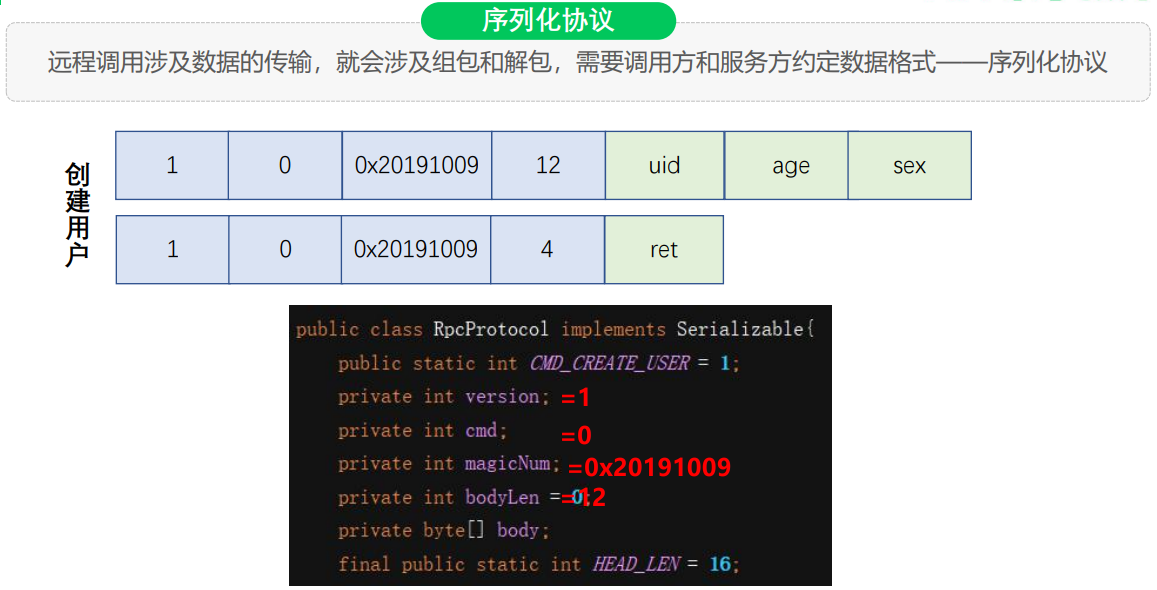 序列化协议
远程调用涉及数据的传输，就会涉及组包和解包，需要调用方和服务方约定数据格式——序列化协议
创建用户
1 0 0x20191009 12 uid age sex
1 0 0x20191009 4 ret
public class RpcProtocol implements Serializable{
public static int CMD_CREATE_USER = 1;
private int version; =1
private int cmd; =0
private int magicNum; =0x20191009
private int bodyLen = 0; =12
private byte[] body;
final public static int HEAD_LEN = 16;